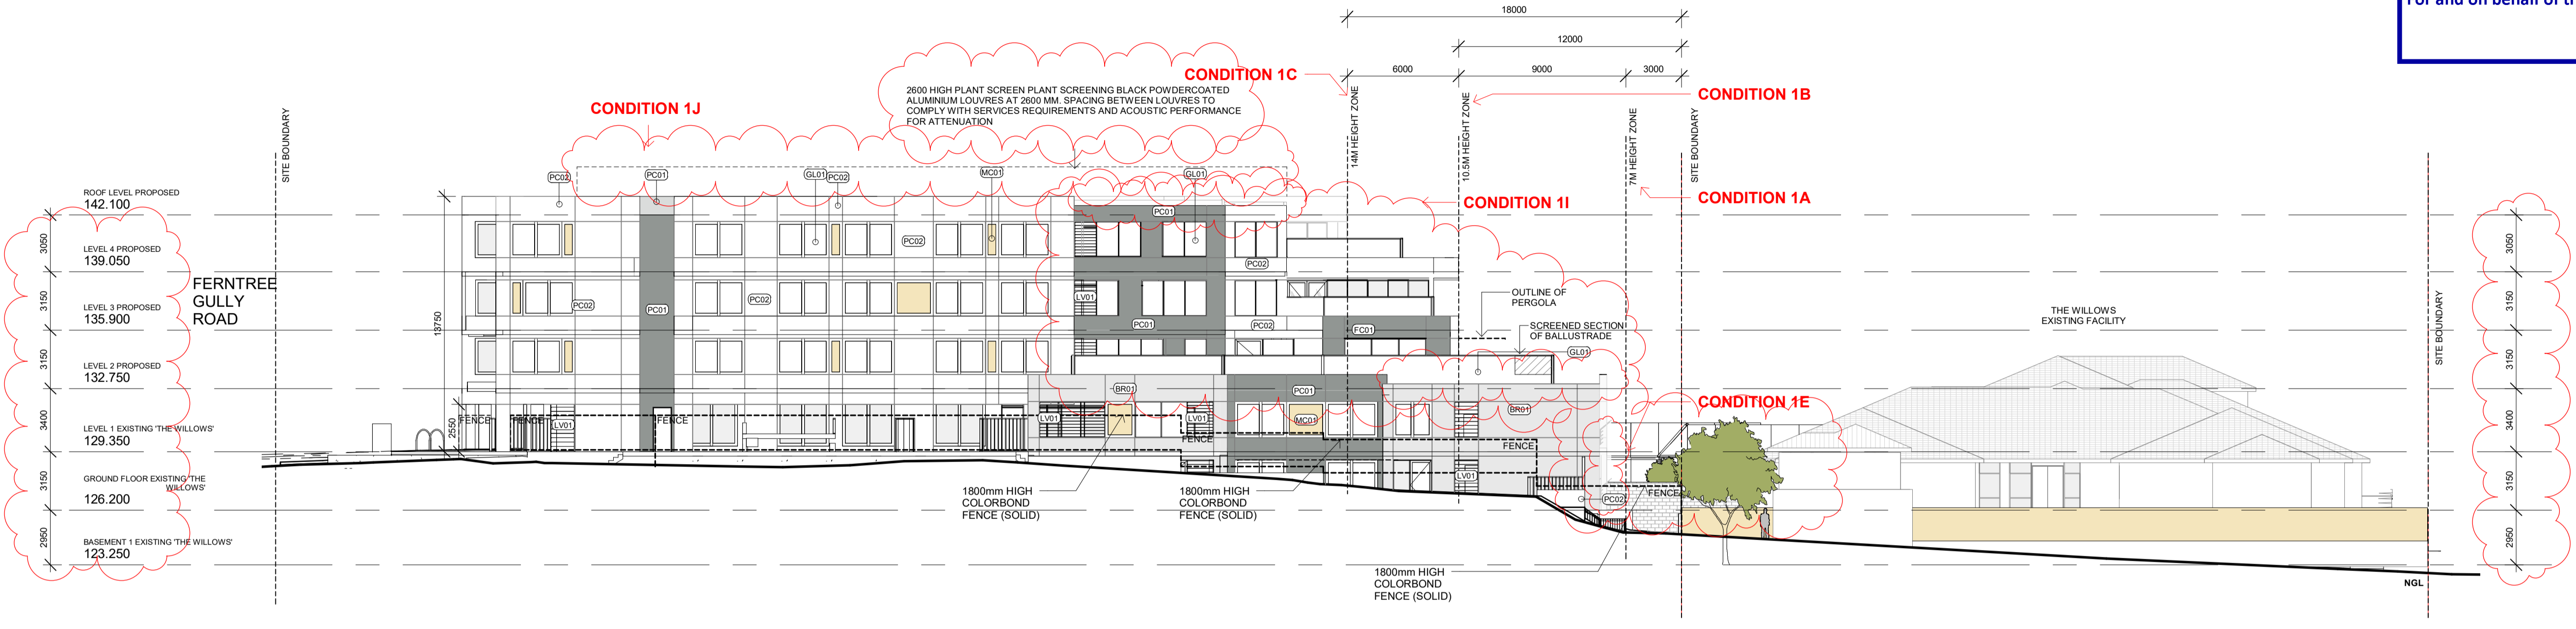 For and on behalf of th
18000
12000
6000
9000
3000
CONDITION 1C
CONDITION 1B
CONDITION 1J
2600 HIGH PLANT SCREEN PLANT SCREENING BLACK POWDERCOATED
ALUMINIUM LOUVRES AT 2600 MM. SPACING BETWEEN LOUVRES TO
COMPLY WITH SERVICES REQUIREMENTS AND ACOUSTIC PERFORMANCE
FOR ATTENUATION
SITE BOUNDARY
14M HEIGHT ZONE
10.5M HEIGHT ZONE
7M HEIGHT ZONE
SITE BOUNDARY
CONDITION 1A
CONDITION 1I
PC02
PC01
GL01
PC02
MC01
GL01
ROOF LEVEL PROPOSED
142.100
PC01
3050
LEVEL 4 PROPOSED
139.050
PC02
PC02
3050
FERNTREE
GULLY
ROAD
3150
LEVEL 3 PROPOSED
135.900
PC02
PC01
PC02
LV01
PC01
PC02
FC01
OUTLINE OF
PERGOLA
SCREENED SECTION
OF BALLUSTRADE
GL01
THE WILLOWS
EXISTING FACILITY
SITE BOUNDARY
3150
13750
3150
LEVEL 2 PROPOSED
132.750
3150
BR01
PC01
BR01
CONDITION 1E
3400
2550
FENCE
FENCE
LV01
FENCE
LV01
LV01
MC01
FENCE
FENCE
3400
LEVEL 1 EXISTING 'THE WILLOWS'
129.350
3150
GROUND FLOOR EXISTING 'THE
WILLOWS'
126.200
LV01
PC02
FENCE
3150
1800mm HIGH
COLORBOND
FENCE (SOLID)
1800mm HIGH
COLORBOND
FENCE (SOLID)
2950
BASEMENT 1 EXISTING 'THE WILLOWS'
123.250
2950
1800mm HIGH
COLORBOND
FENCE (SOLID)
NGL